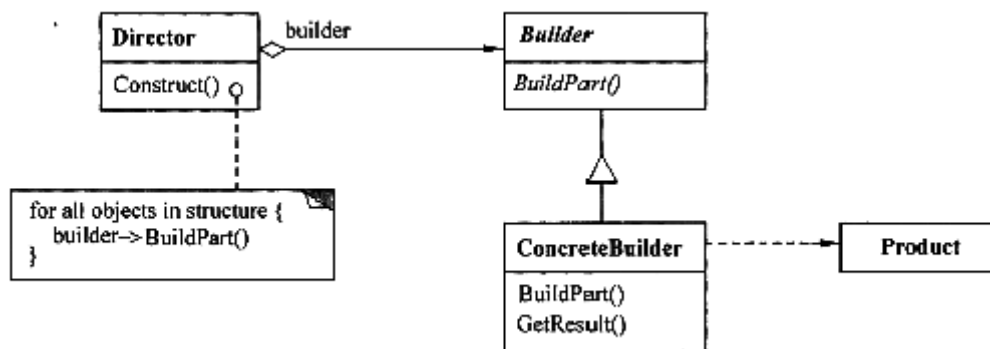 Director
builder
Builder
Construct()
BuildPart()
for all objects in structure {
builder->BuildPart()
}
ConcreteBuilder
Product
BuildPart()
GetResult()